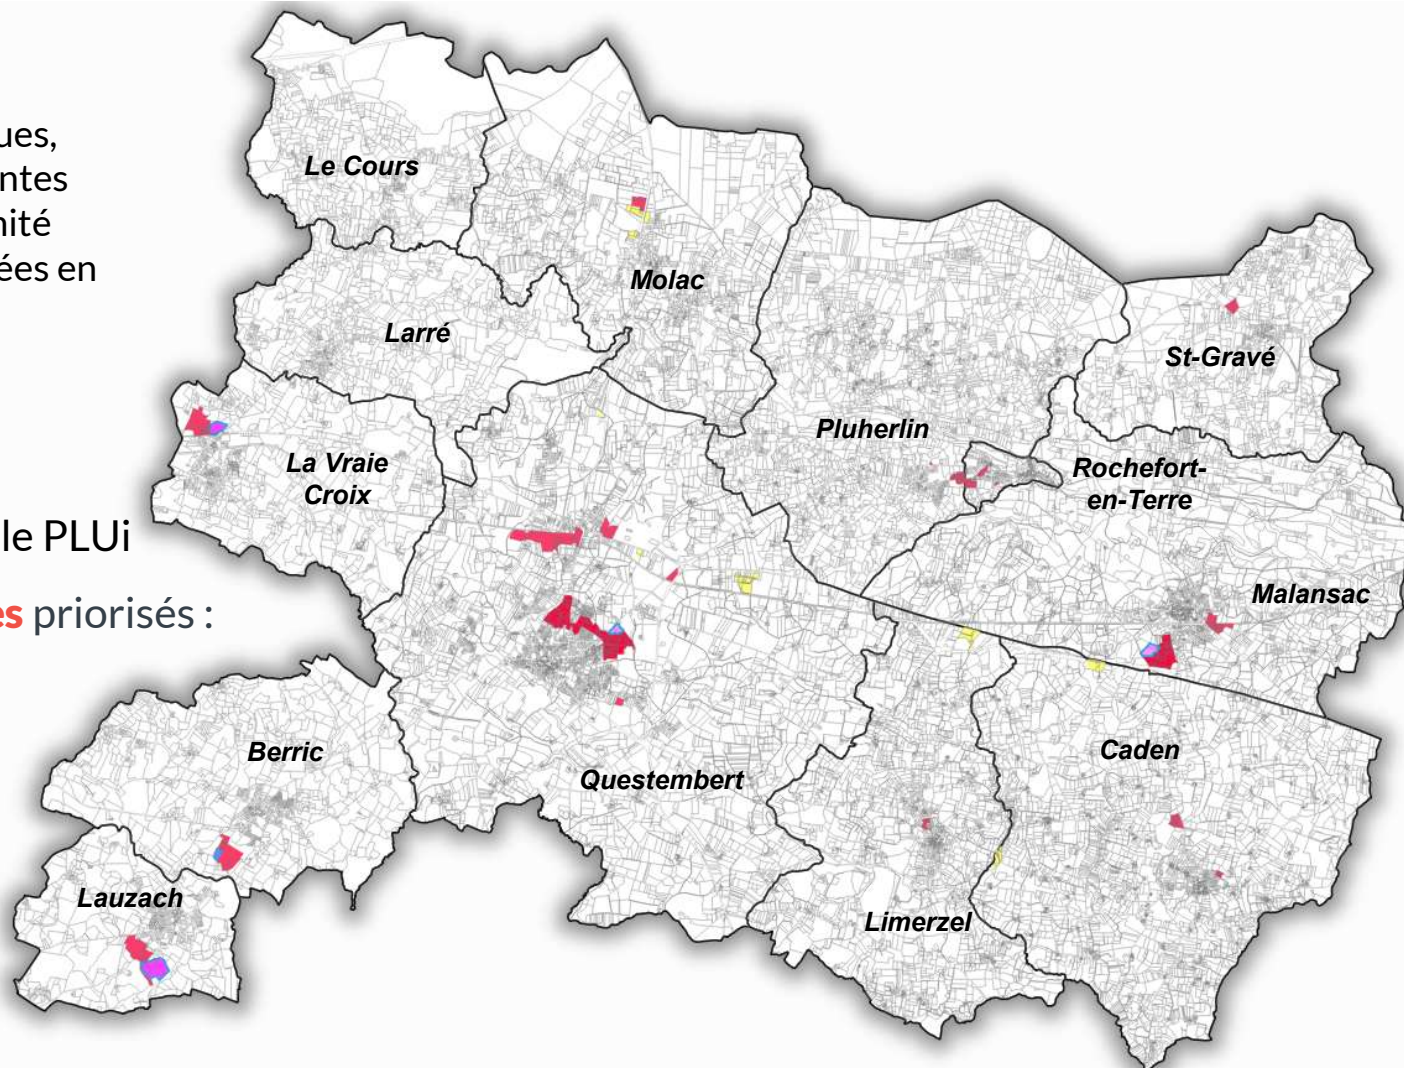 ues,
ntes
nité
ées en
le PLUi
es priorisés :
Le Cours
Molac
Larré
St-Gravé
Pluherlin
La Vraie
Croix
Rochefort-
en-Terre
Malansac
Berric
Questembert
Caden
Lauzach
Limerzel